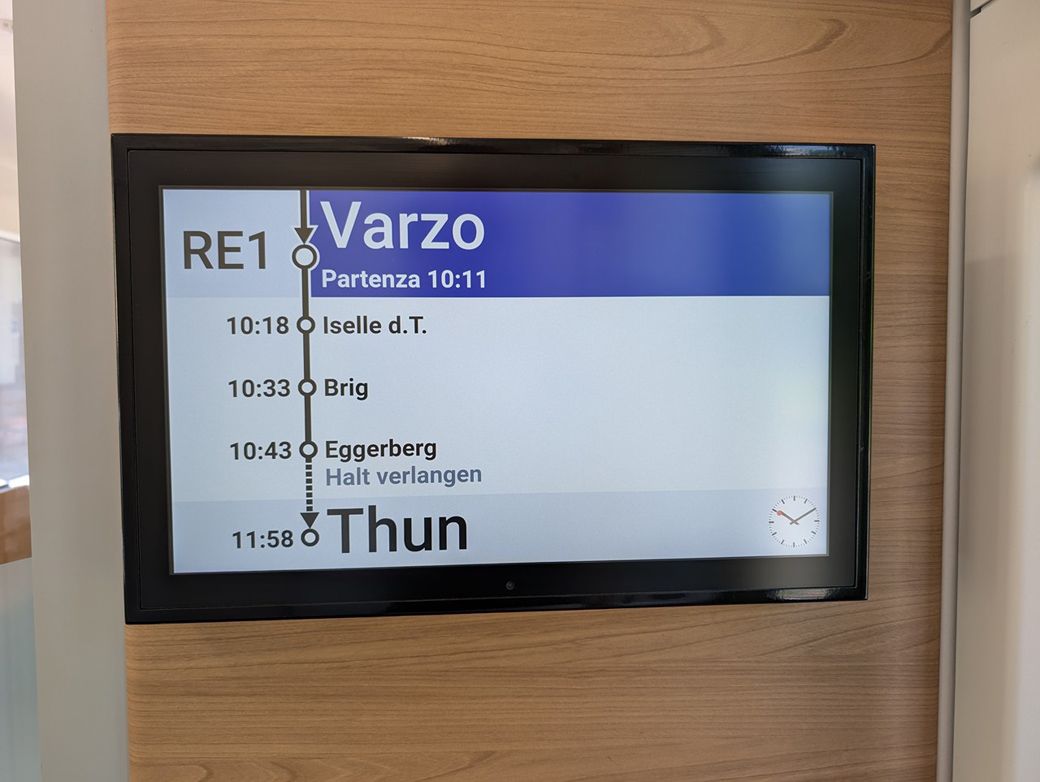 RE1
Varzo
Partenza 10:11
10:18 Iselle d.T.
10:33 Brig
10:43 Eggerberg
Halt verlangen
11:58 Thun